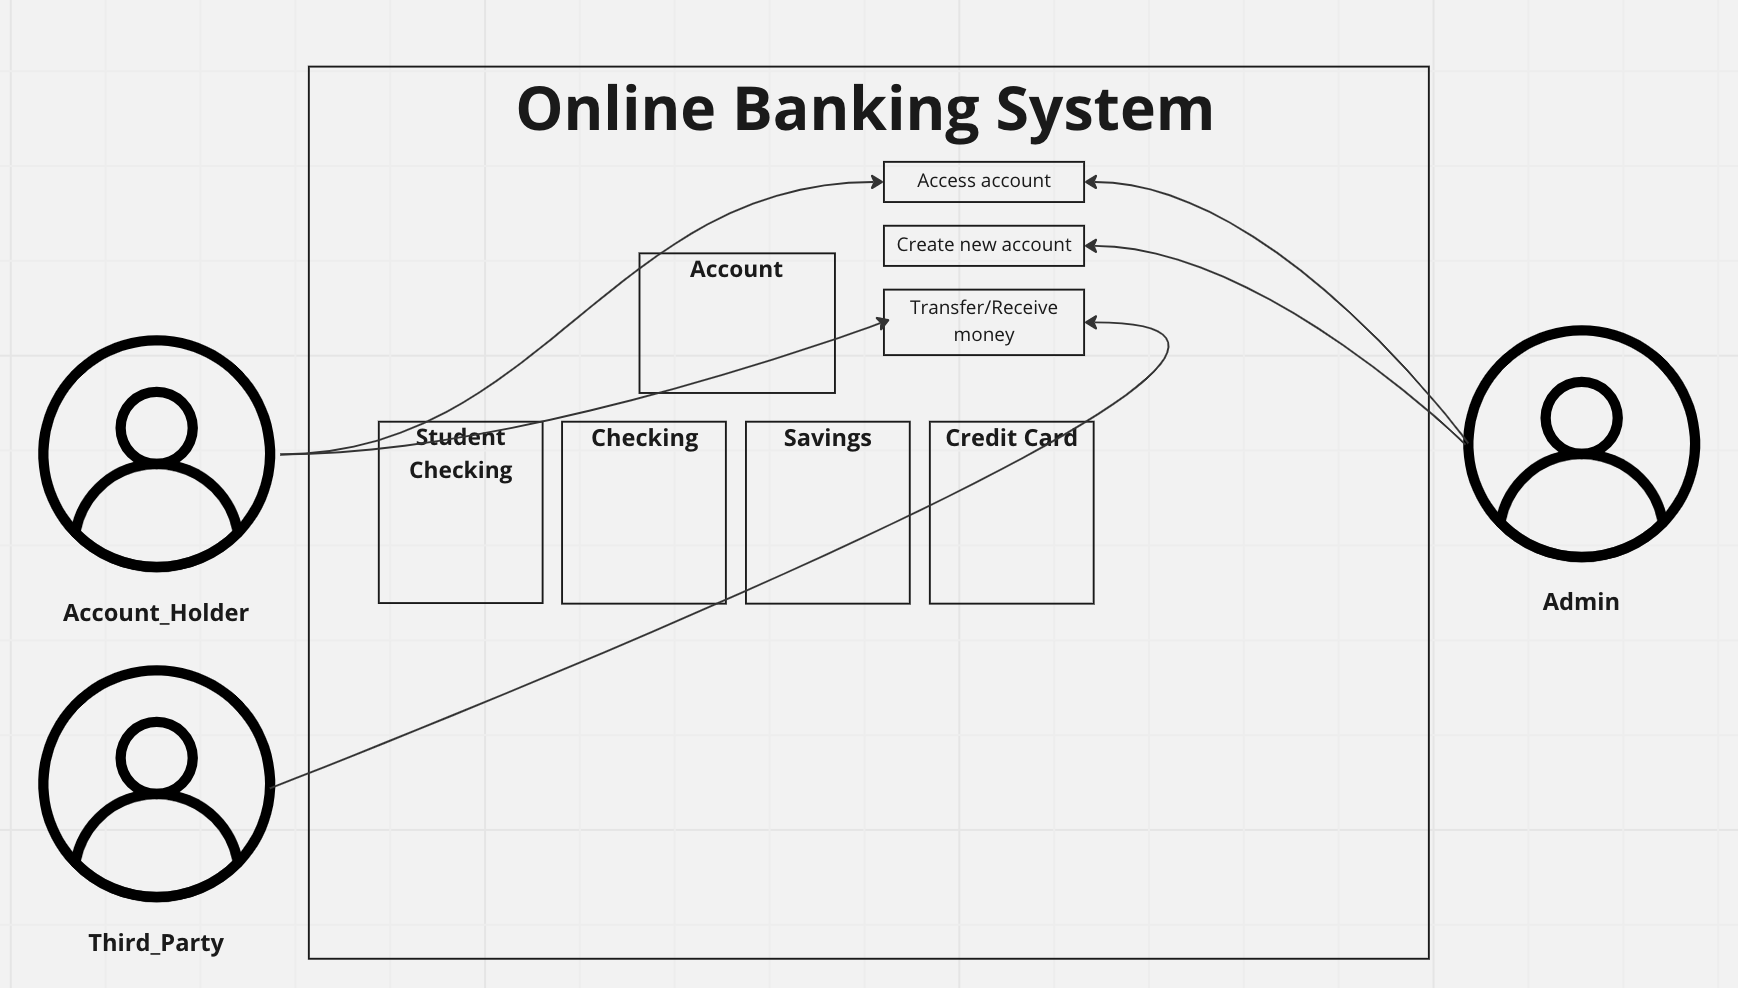 Online Banking System
Access account
Create new account
Account
Transfer/Receive
money
Student
Checking
Checking
Savings
Credit Card
Account_Holder
Admin
Third_Party